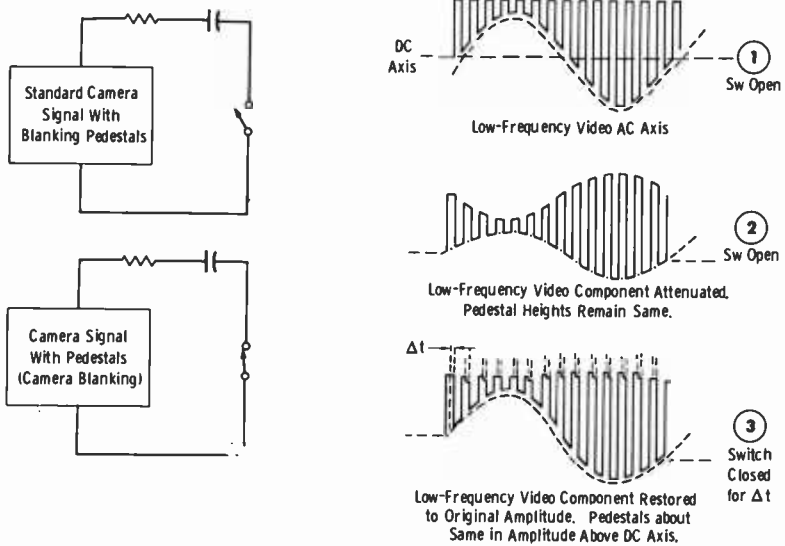 Standard Camera
Signal With
Blanking Pedestals
Camera Signal
With Pedestals
(Camera Blanking)
DC
Axis
1
Sw Open
Low-Frequency Video AC Axis
2
Sw Open
Low-Frequency Video Component Attenuated.
Pedestal Heights Remain Same.
Δt
3
Switch
Closed
for Δt
Low-Frequency Video Component Restored
to Original Amplitude. Pedestals about
Same in Amplitude Above DC Axis.